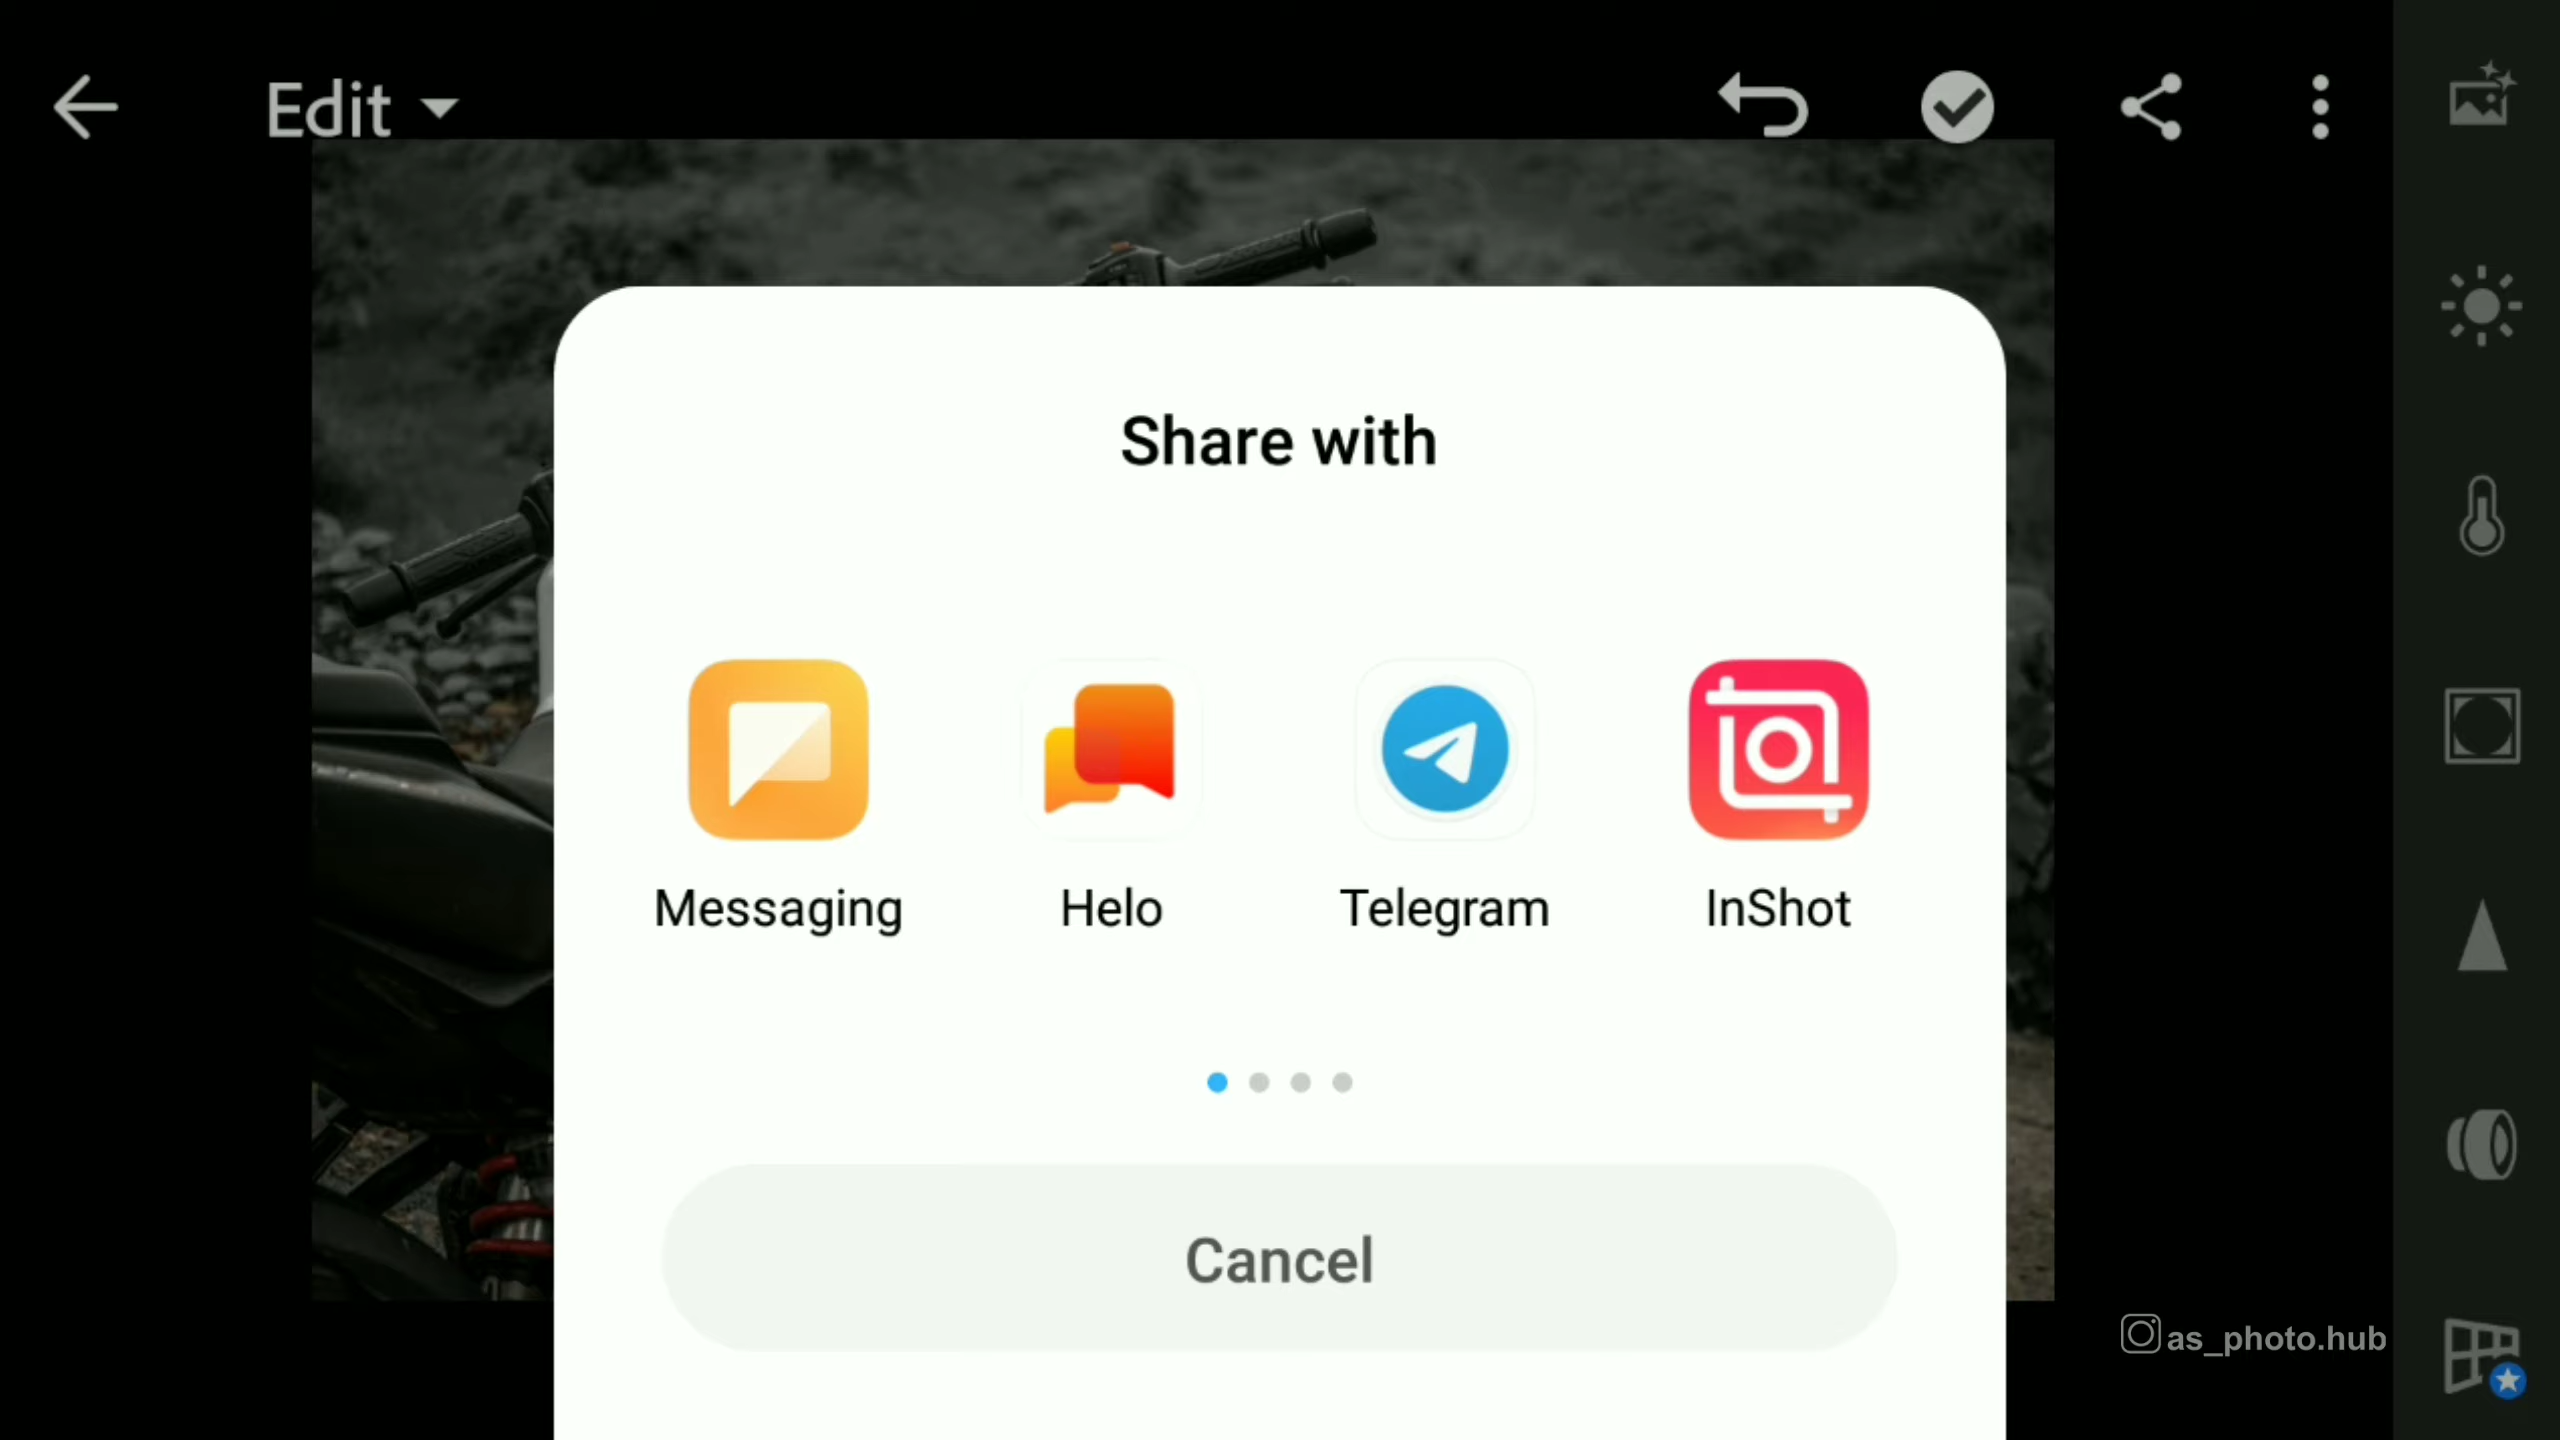 Edit
Share with
Messaging
Helo
Telegram
InShot
Cancel
as_photo.hub